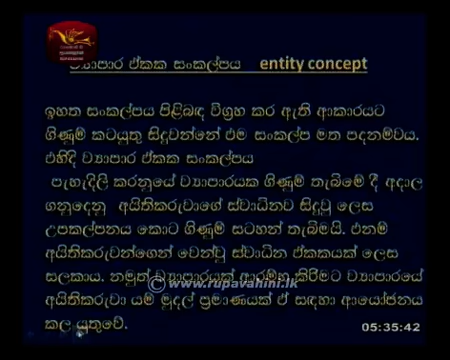 ව්‍යාපාර ඒකක සංකල්පය entity concept
ඉහත සංකල්පය පිළිබඳ විග්‍රහ කර ඇති ආකාරයට
ගිණුම් කටයුතු සිදුවන්නේ එම සංකල්ප මත පදනම්වය.
එහිදි ව්‍යාපාර ඒකක සංකල්පය
පැහැදිලි කරනුයේ ව්‍යාපාරයක ගිණුම් තැබිමේ දී අදාල
ගනුදෙනු අයිතිකරුවාගේ ස්වාධිනව සිදුවූ ලෙස
උපකල්පනය කොට ගිණුම් සටහන් තැබීමයි. එනම්
අයිතිකරුවන්ගෙන් වෙන්වූ ස්වාධින ඒකකයක් ලෙස
සලකාය. නමුත් ව්‍යාපාරයක් ආරම්භ කිරිමට ව්‍යාපාරයේ
©www.rupavahini.lk
අයිතිකරුවා යම් මුදල් ප්‍රමාණයක් ඒ සඳහා ආයෝජනය
කල යුතුවේ.
05:35:42